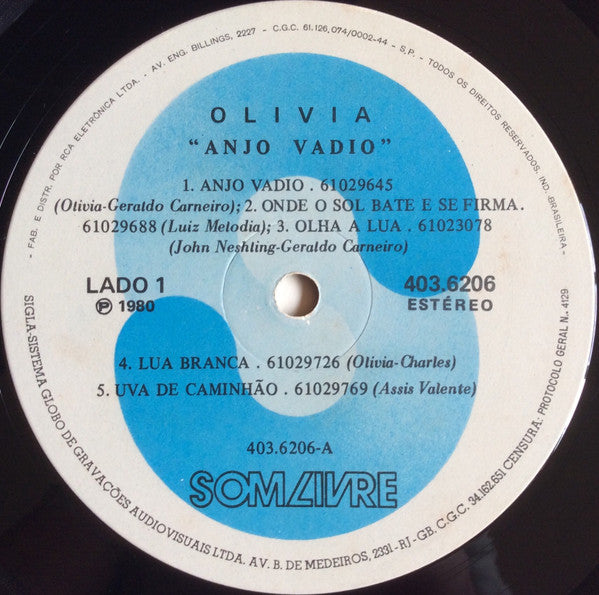 - FAB. E DISTR. POR RCA ELETRÔNICA LTDA. - AV. ENG. BILLINGS, 2227 - C.G.C. 61.126.074/0002-44 - S.P. - TODOS OS DIREITOS RESERVADOS. IND. BRASILEIRA -
OLIVIA
"ANJO VADIO"
1. ANJO VADIO . 61029645
(Olivia-Geraldo Carneiro); 2. ONDE O SOL BATE E SE FIRMA.
61029688 (Luiz Melodia); 3. OLHA A LUA . 61023078
(John Neshling-Geraldo Carneiro)
LADO 1
℗ 1980
403.6206
ESTÉREO
4. LUA BRANCA . 61029726 (Olivia-Charles)
5. UVA DE CAMINHÃO . 61029769 (Assis Valente)
403.6206-A
SOM LIVRE
SIGLA-SISTEMA GLOBO DE GRAVAÇÕES AUDIOVISUAIS LTDA. AV. B. DE MEDEIROS, 2331-RJ-GB. C.G.C. 34.162.651 CENSURA: PROTOCOLO GERAL N. 4129